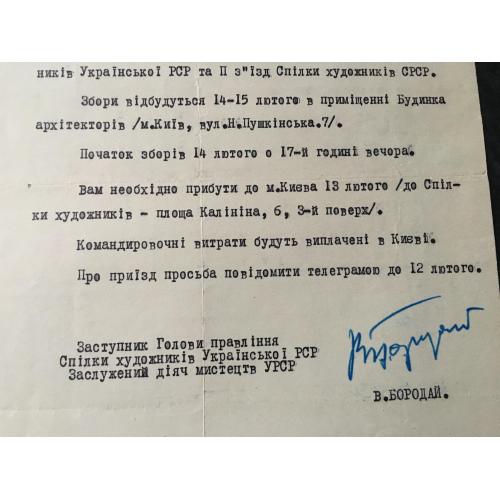 ників Української РСР та ІІ з"їзд Спілки художників СРСР.
Збори відбудуться 14-15 лютого в приміщенні Будинка
архітекторів /м.Київ, вул.Н.Пушкінська.7/.
Початок зборів 14 лютого о 17-й годині вечора.
Вам необхідно прибути до м.Києва 13 лютого /до Спіл-
ки художників - площа Калініна, 6, 3-й поверх/.
Командировочні витрати будуть виплачені в Києві.
Про приїзд просьба повідомити телеграмою до 12 лютого.
Заступник Голови правління
Спілки художників Української РСР
Заслужений діяч мистецтв УРСР
В.БОРОДАЙ.